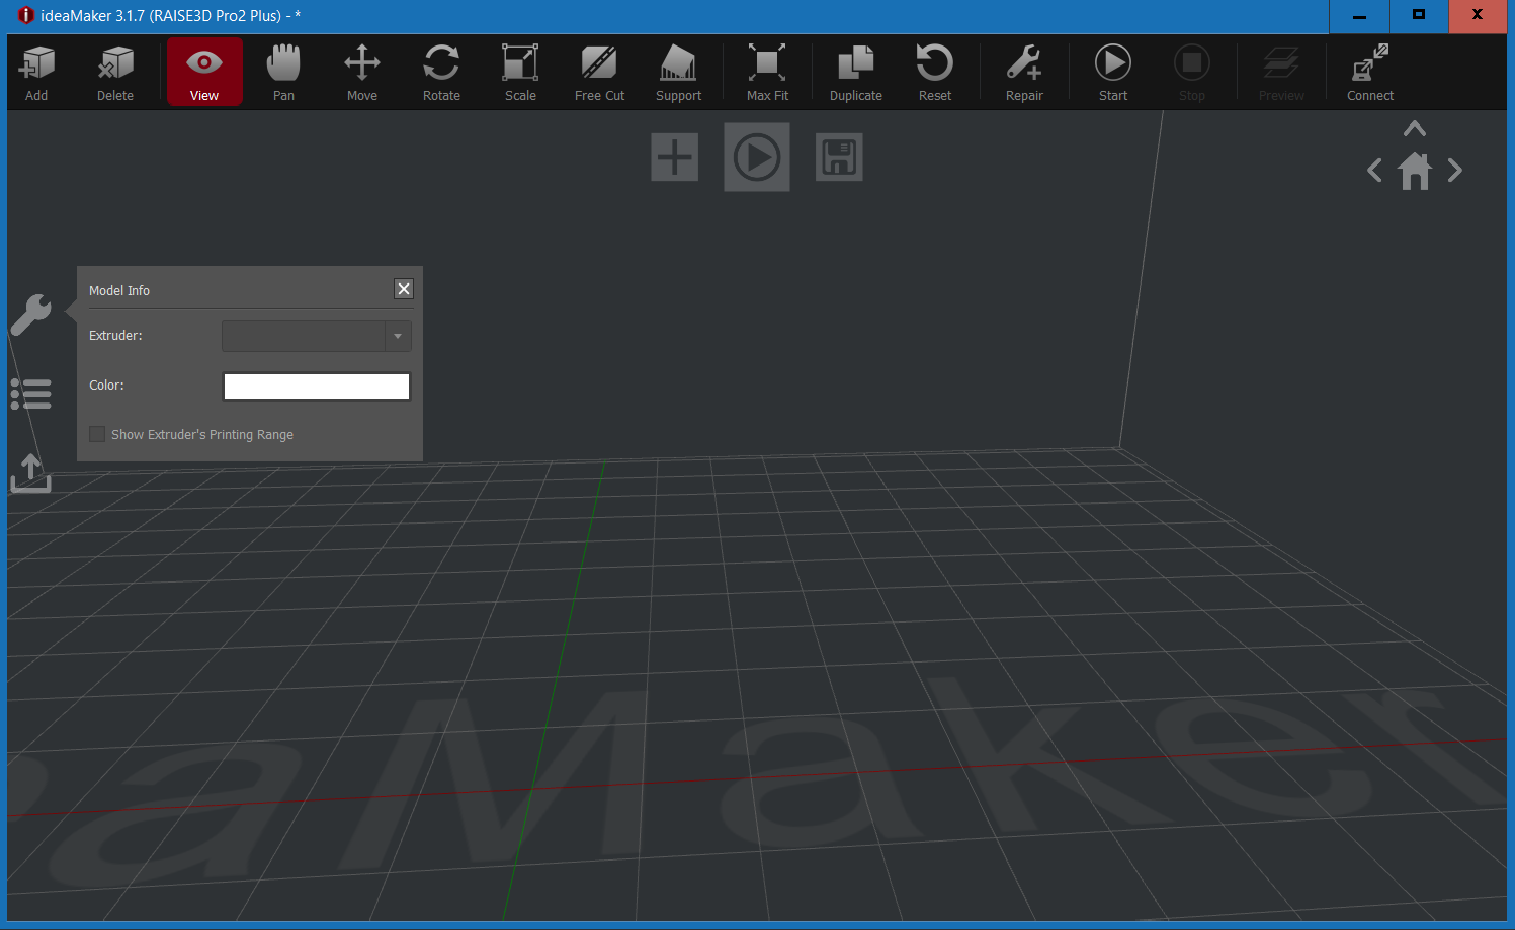 ideaMaker 3.1.7 (RAISE3D Pro2 Plus) - *
Add Delete View Pan Move Rotate Scale Free Cut Support Max Fit Duplicate Reset Repair Start Stop Preview Connect
Model Info
Extruder:
Color:
Show Extruder's Printing Range
eaMaker